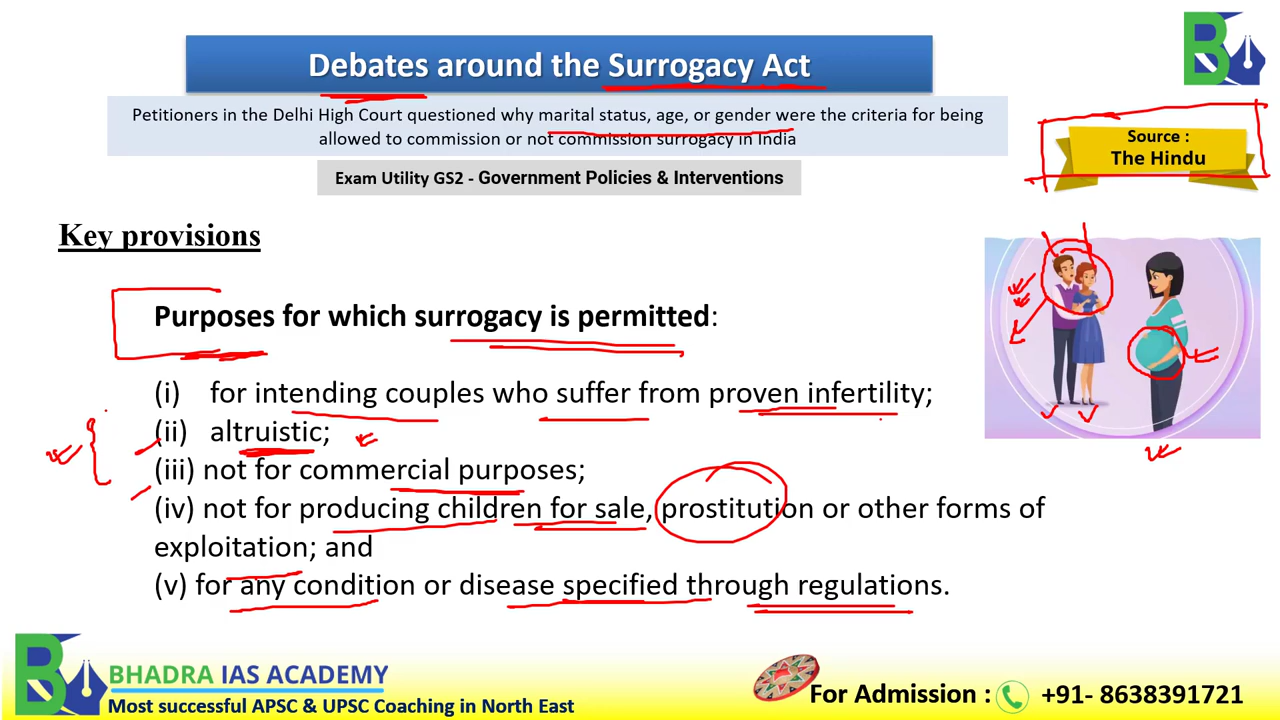 Debates around the Surrogacy Act
Petitioners in the Delhi High Court questioned why marital status, age, or gender were the criteria for being
allowed to commission or not commission surrogacy in India
Source :
The Hindu
Exam Utility GS2 - Government Policies & Interventions
Key provisions
Purposes for which surrogacy is permitted:
(i) for intending couples who suffer from proven infertility;
(ii) altruistic;
(iii) not for commercial purposes;
(iv) not for producing children for sale, prostitution or other forms of
exploitation; and
(v) for any condition or disease specified through regulations.
BHADRA IAS ACADEMY
Most successful APSC & UPSC Coaching in North East
For Admission : +91- 8638391721